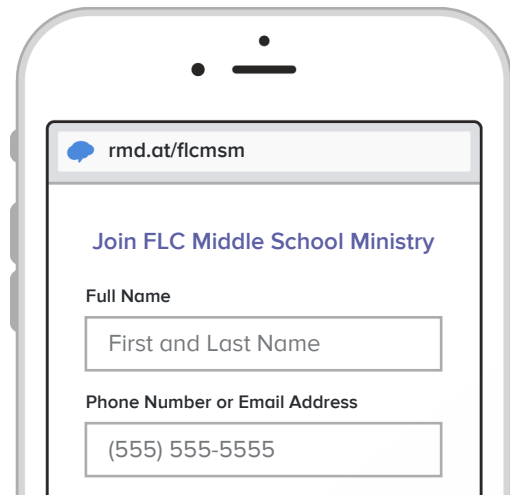 rmd.at/flcmsm
Join FLC Middle School Ministry
Full Name
First and Last Name
Phone Number or Email Address
(555) 555-5555